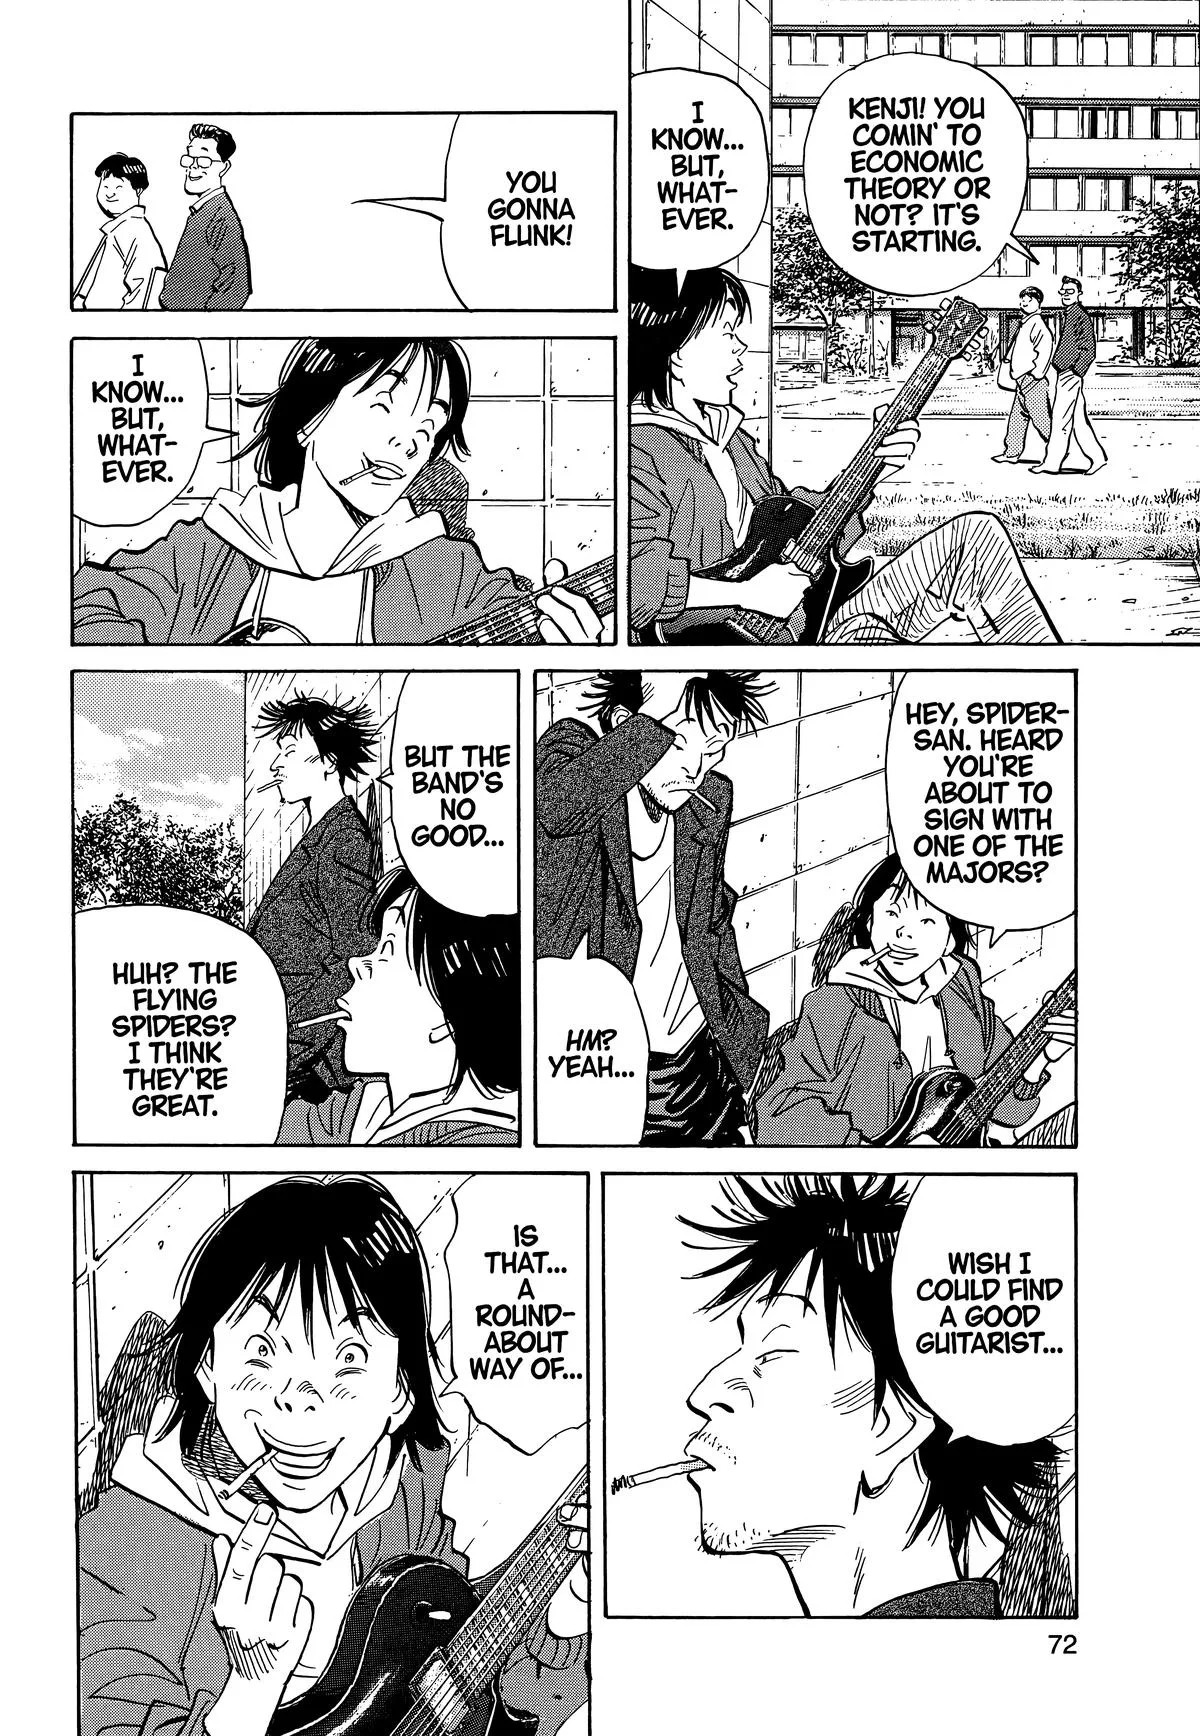 KENJI! YOU
COMIN' TO
ECONOMIC
THEORY OR
NOT? IT'S
STARTING.
I
KNOW...
BUT,
WHAT-
EVER.
YOU
GONNA
FLUNK!
I
KNOW...
BUT,
WHAT-
EVER.
HEY, SPIDER-
SAN. HEARD
YOU'RE
ABOUT TO
SIGN WITH
ONE OF THE
MAJORS?
HM?
YEAH...
BUT THE
BAND'S
NO
GOOD...
HUH? THE
FLYING
SPIDERS?
I THINK
THEY'RE
GREAT.
WISH I
COULD FIND
A GOOD
GUITARIST...
IS
THAT...
A
ROUND-
ABOUT
WAY OF...
72